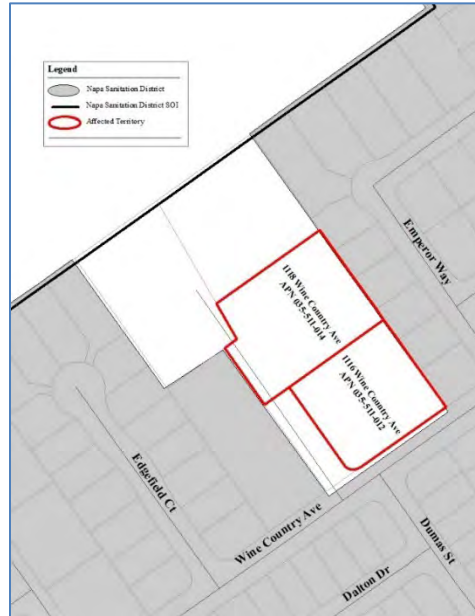 Legend
Napa Sanitation District
Napa Sanitation District SOI
Affected Territory
Emperor Way
1118 Wine Country Ave
APN 035-511-014
1116 Wine Country Ave
APN 035-511-012
Edgefield Ct
Wine Country Ave
Dumas St
Dalton Dr